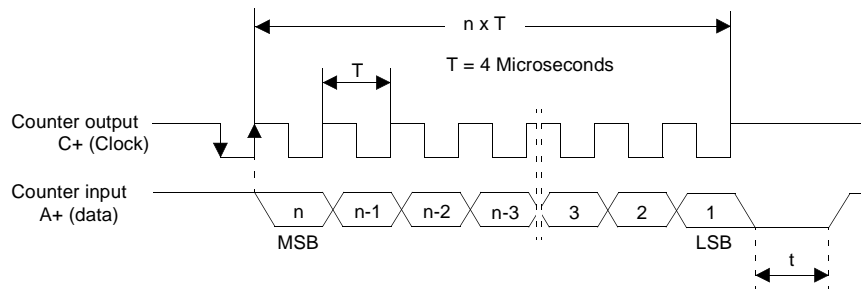 n x T
T = 4 Microseconds
T
Counter output
C+ (Clock)
Counter input
A+ (data)
n
n-1
n-2
n-3
3
2
1
MSB
LSB
t